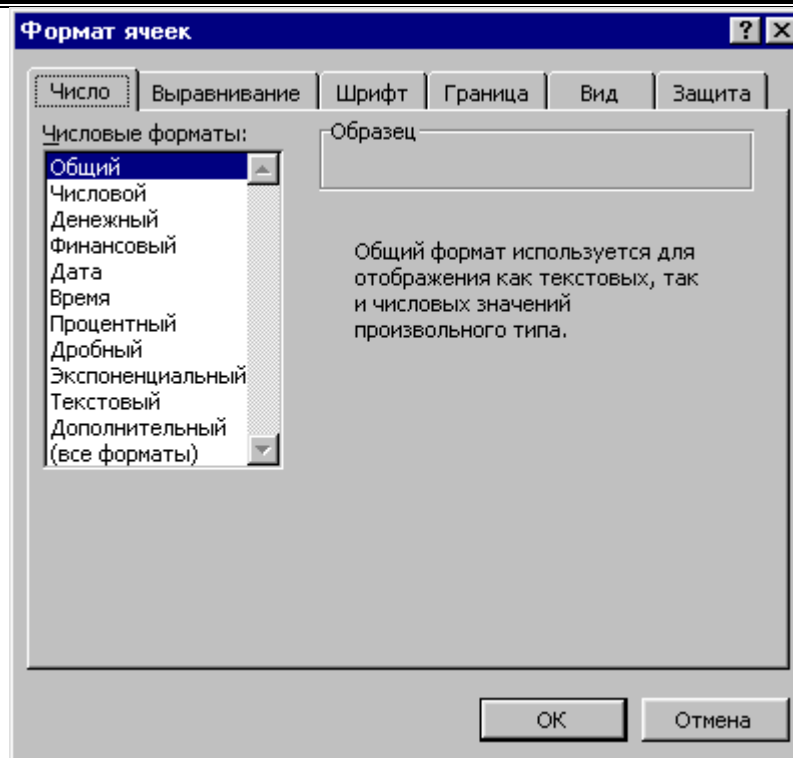 Формат ячеек
Число Выравнивание Шрифт Граница Вид Защита
Числовые форматы:
Общий
Числовой
Денежный
Финансовый
Дата
Время
Процентный
Дробный
Экспоненциальный
Текстовый
Дополнительный
(все форматы)
Образец
Общий формат используется для
отображения как текстовых, так
и числовых значений
произвольного типа.
ОК Отмена